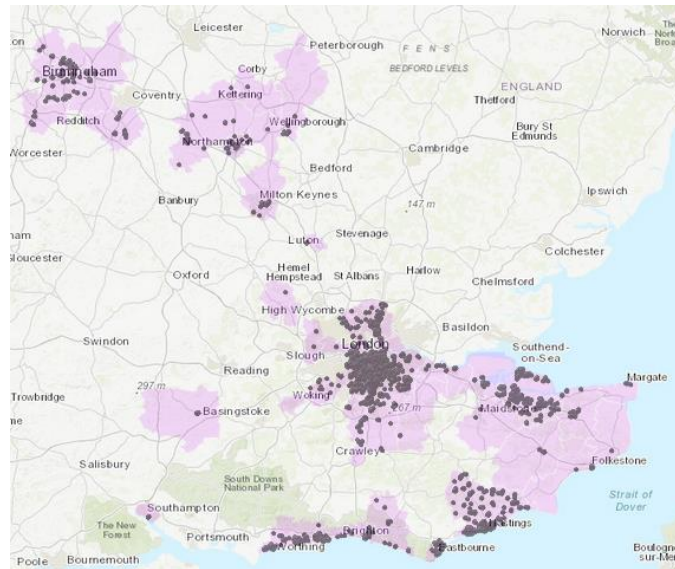 Leicester
Norwich
Peterborough
FENS
BEDFORD LEVELS
Birmingham
Corby
ENGLAND
Coventry
Kettering
Thetford
Redditch
Wellingborough
Bury St
Edmunds
Worcester
Northampton
Cambridge
Bedford
Ipswich
Milton Keynes
Banbury
147 m
Luton
Stevenage
Colchester
Gloucester
Hemel
Hempstead
St Albans
Harlow
Oxford
Chelmsford
High Wycombe
Basildon
Swindon
London
Southend-
on-Sea
Slough
Reading
Margate
297 m
Trowbridge
Woking
Maidstone
Basingstoke
267 m
Crawley
Folkestone
Salisbury
South Downs
National Park
Strait of
Dover
Southampton
Hastings
The New
Forest
Portsmouth
Brighton
Worthing
Eastbourne
Poole
Bournemouth